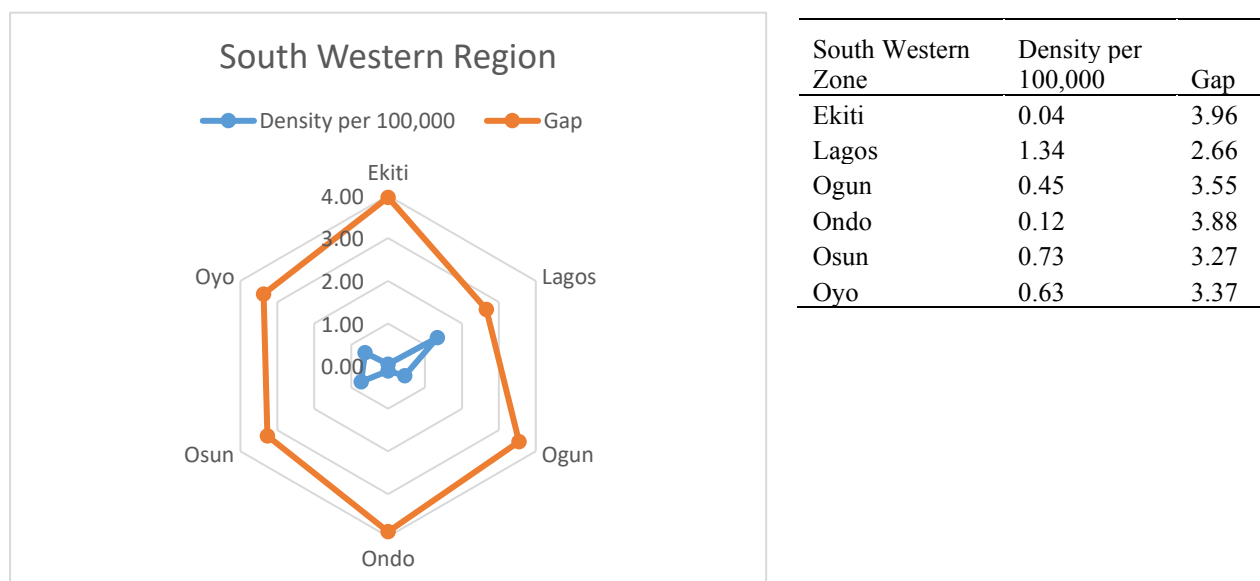 South Western Region
Density per 100,000 Gap
Ekiti
4.00
3.00
2.00
1.00
0.00
Lagos
Ogun
Ondo
Osun
Oyo
South Western Zone Density per 100,000 Gap
Ekiti 0.04 3.96
Lagos 1.34 2.66
Ogun 0.45 3.55
Ondo 0.12 3.88
Osun 0.73 3.27
Oyo 0.63 3.37